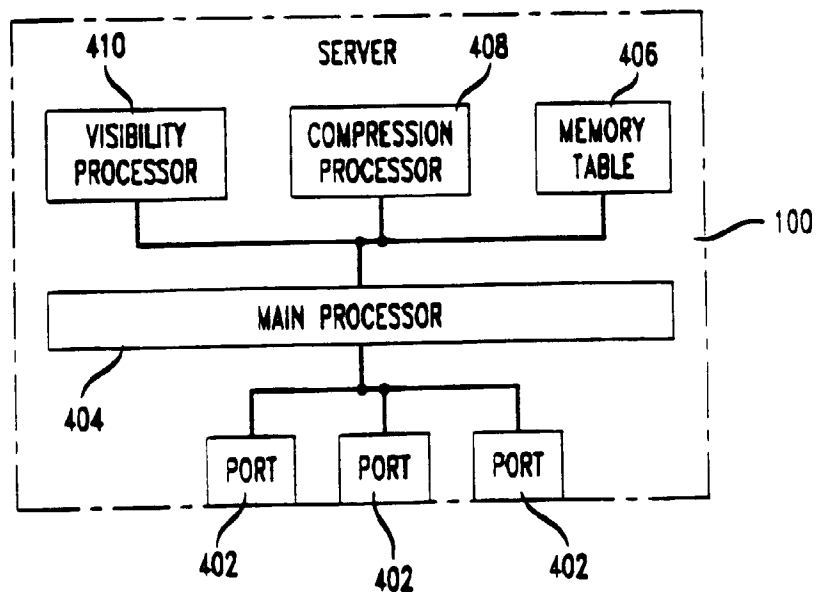 410
SERVER
408
406
VISIBILITY
PROCESSOR
COMPRESSION
PROCESSOR
MEMORY
TABLE
100
MAIN PROCESSOR
404
PORT
PORT
PORT
402
402
402